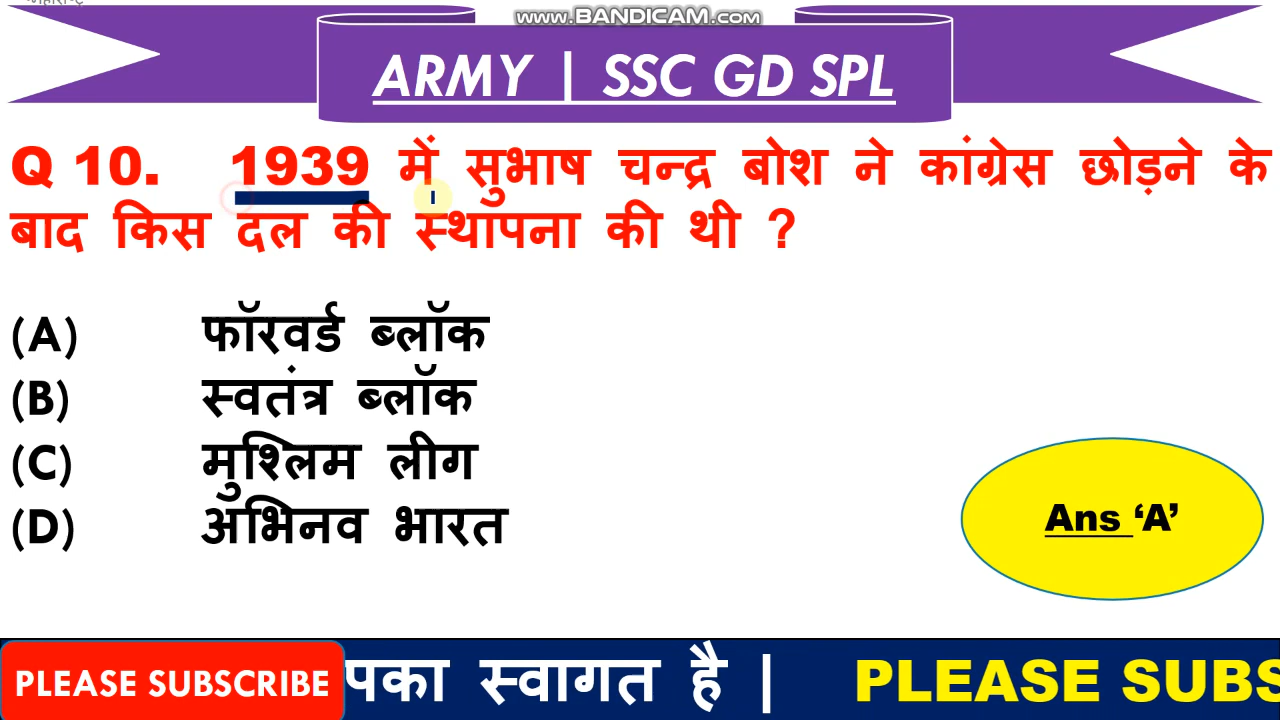 www.BANDICAM.com
ARMY | SSC GD SPL
Q 10. 1939 में सुभाष चन्द्र बोश ने कांग्रेस छोड़ने के
बाद किस दल की स्थापना की थी ?
(A) फॉरवर्ड ब्लॉक
(B) स्वतंत्र ब्लॉक
(C) मुश्लिम लीग
(D) अभिनव भारत
Ans ‘A’
PLEASE SUBSCRIBE
पका स्वागत है | PLEASE SUBS